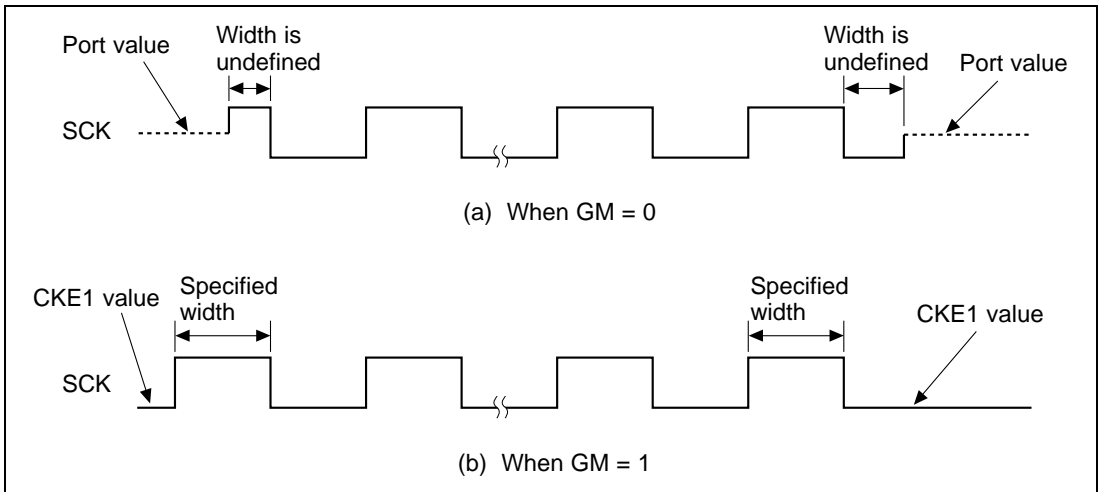 Port value
Width is
undefined
Width is
undefined
Port value
SCK
(a) When GM = 0
CKE1 value
Specified
width
Specified
width
CKE1 value
SCK
(b) When GM = 1